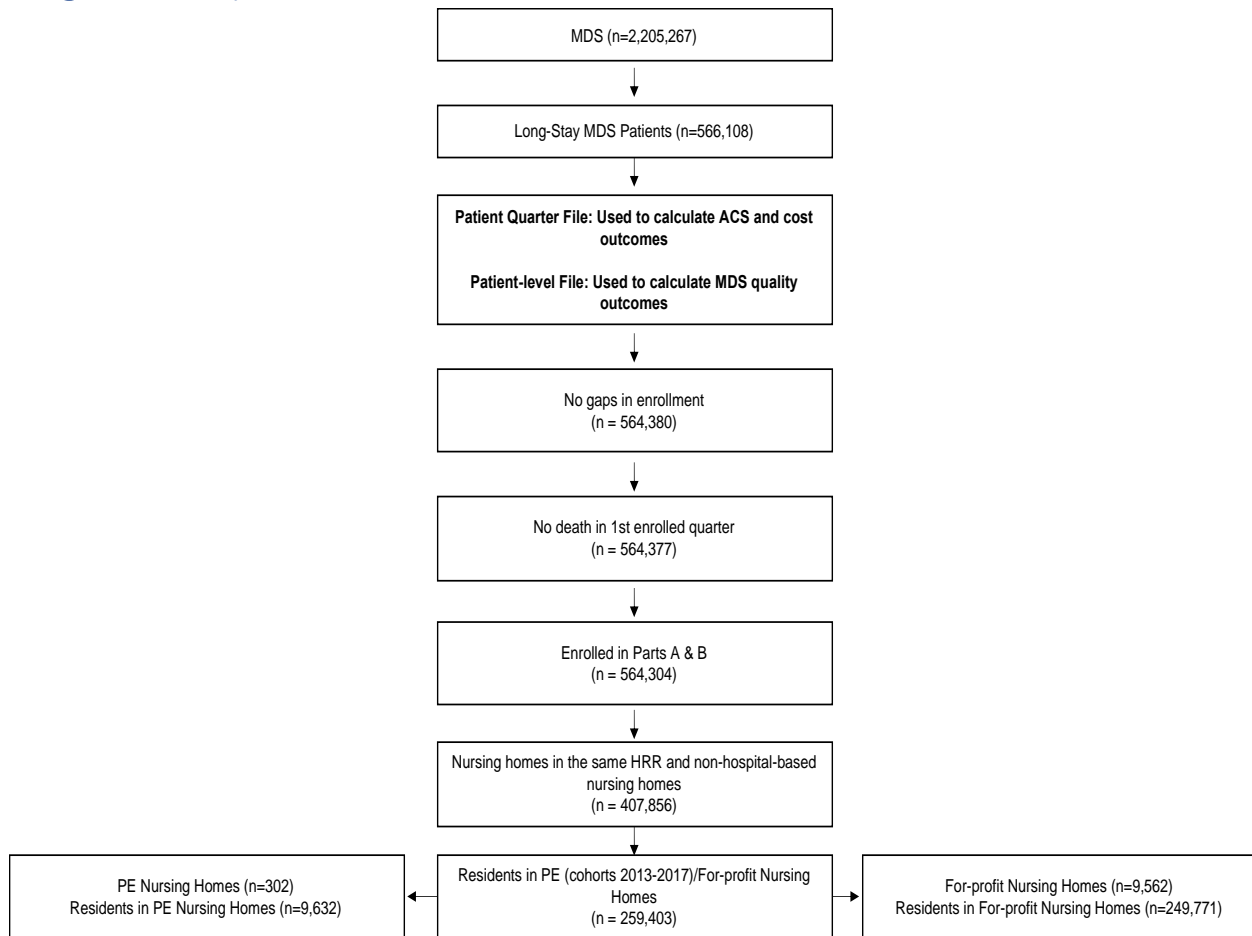 MDS (n=2,205,267)
Long-Stay MDS Patients (n=566,108)
Patient Quarter File: Used to calculate ACS and cost
outcomes
Patient-level File: Used to calculate MDS quality
outcomes
No gaps in enrollment
(n = 564,380)
No death in 1st enrolled quarter
(n = 564,377)
Enrolled in Parts A & B
(n = 564,304)
Nursing homes in the same HRR and non-hospital-based
nursing homes
(n = 407,856)
PE Nursing Homes (n=302)
Residents in PE Nursing Homes (n=9,632)
Residents in PE (cohorts 2013-2017)/For-profit Nursing
Homes
(n = 259,403)
For-profit Nursing Homes (n=9,562)
Residents in For-profit Nursing Homes (n=249,771)